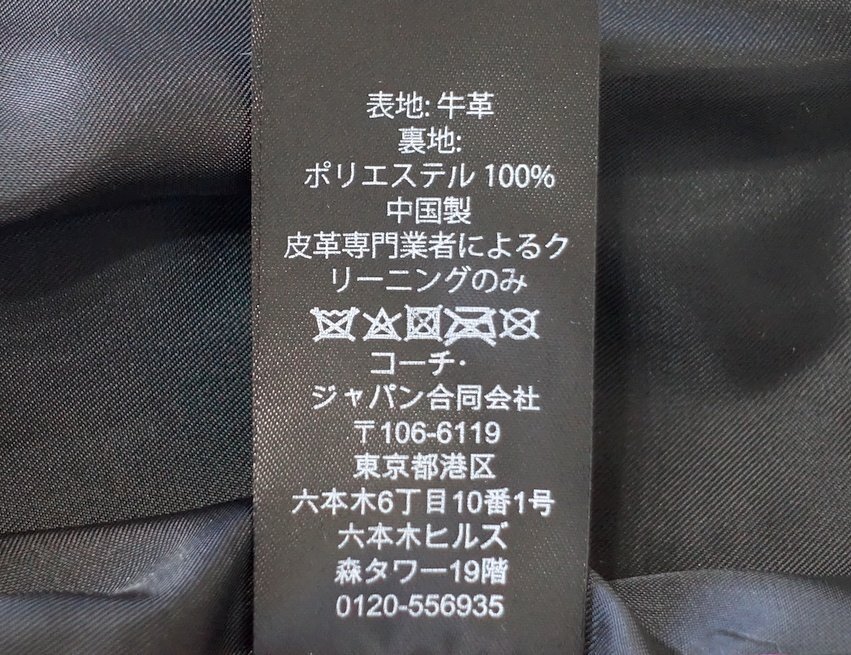 表地: 牛革
裏地:
ポリエステル 100%
中国製
皮革専門業者によるク
リーニングのみ
コーチ・
ジャパン合同会社
〒106-6119
東京都港区
六本木6丁目10番1号
六本木ヒルズ
森タワー19階
0120-556935